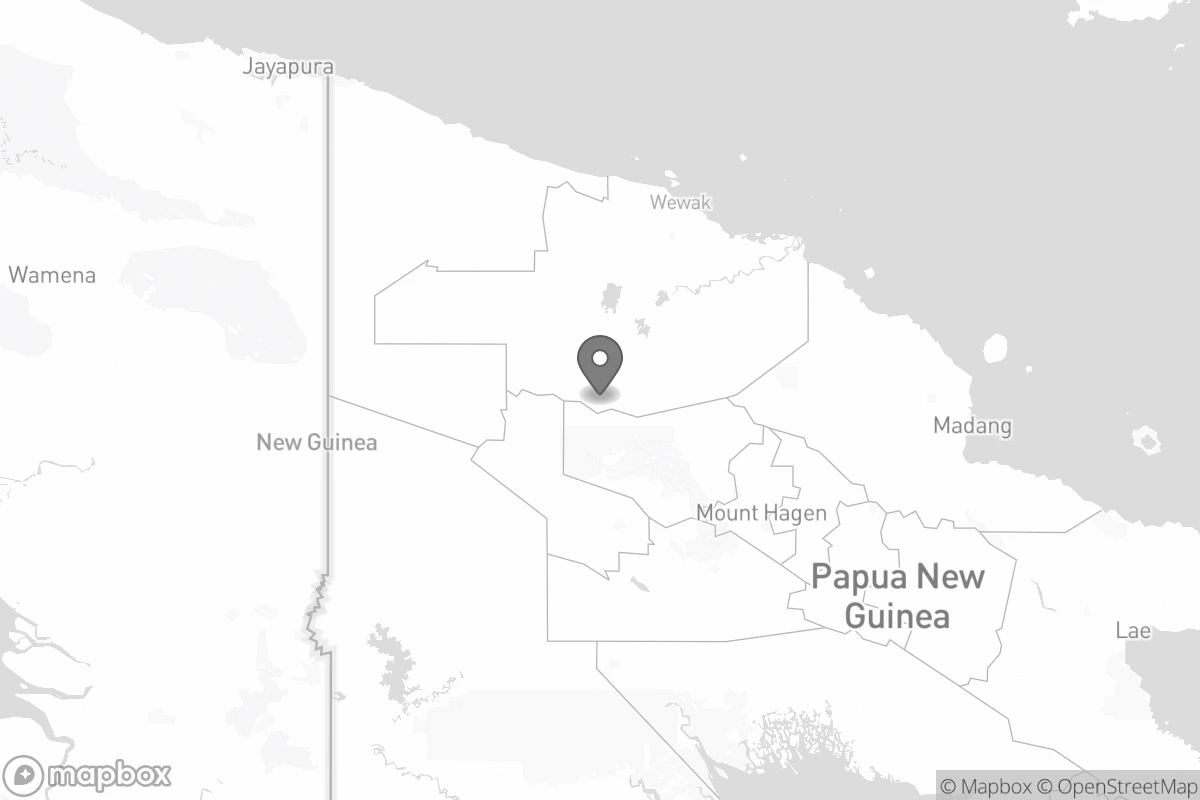 Jayapura
Wewak
Wamena
Madang
New Guinea
Mount Hagen
Papua New
Guinea
Lae
mapbox
© Mapbox © OpenStreetMap